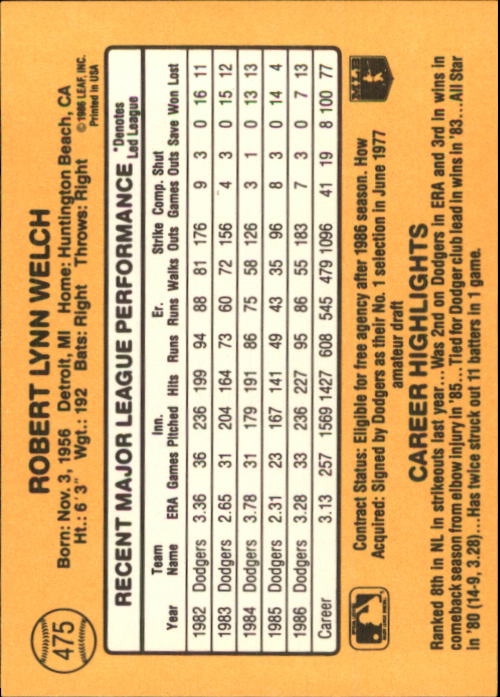 475
ROBERT LYNN WELCH
Born: Nov. 3, 1956 Detroit, MI Home: Huntington Beach, CA
Ht.: 6'3" Wgt.: 192 Bats: Right Throws: Right
© 1986 LEAF, INC.
Printed in USA
RECENT MAJOR LEAGUE PERFORMANCE *Denotes Led League
Year Team Name ERA Games Inn. Pitched Hits Runs Er. Runs Walks Strike Outs Comp. Games Shut Outs Save Won Lost
1982 Dodgers 3.36 36 236 199 94 88 81 176 9 3 0 16 11
1983 Dodgers 2.65 31 204 164 73 60 72 156 4 3 0 15 12
1984 Dodgers 3.78 31 179 191 86 75 58 126 3 1 0 13 13
1985 Dodgers 2.31 23 167 141 49 43 35 96 8 3 0 14 4
1986 Dodgers 3.28 33 236 227 95 86 55 183 7 3 0 7 13
Career 3.13 257 1569 1427 608 545 479 1096 41 19 8 100 77
Contract Status: Eligible for free agency after 1986 season. How
Acquired: Signed by Dodgers as their No. 1 selection in June 1977
amateur draft
MLB
CAREER HIGHLIGHTS
Ranked 8th in NL in strikeouts last year... Was 2nd on Dodgers in ERA and 3rd in wins in
comeback season from elbow injury in '85... Tied for Dodger club lead in wins in '83... All Star
in '80 (14-9, 3.28)... Has twice struck out 11 batters in 1 game.